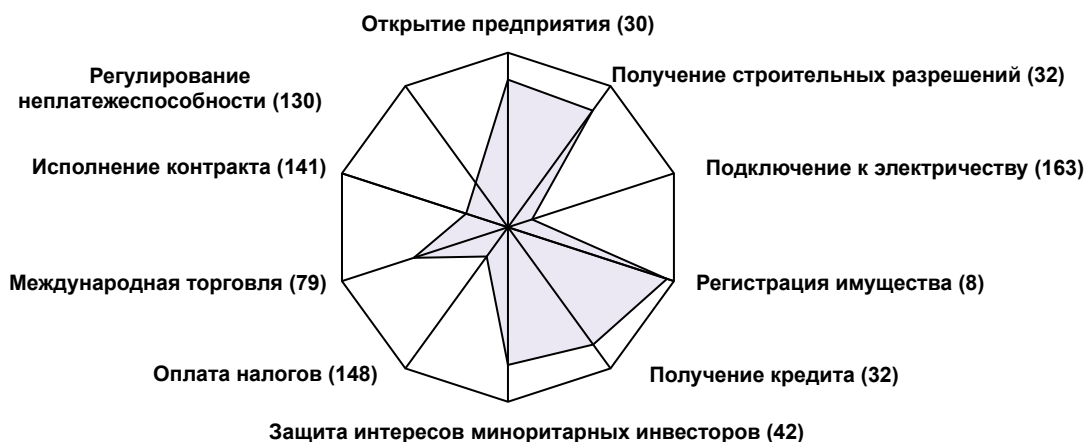 Открытие предприятия (30)
Регулирование
неплатежеспособности (130)
Получение строительных разрешений (32)
Исполнение контракта (141)
Подключение к электричеству (163)
Международная торговля (79)
Регистрация имущества (8)
Оплата налогов (148)
Получение кредита (32)
Защита интересов миноритарных инвесторов (42)